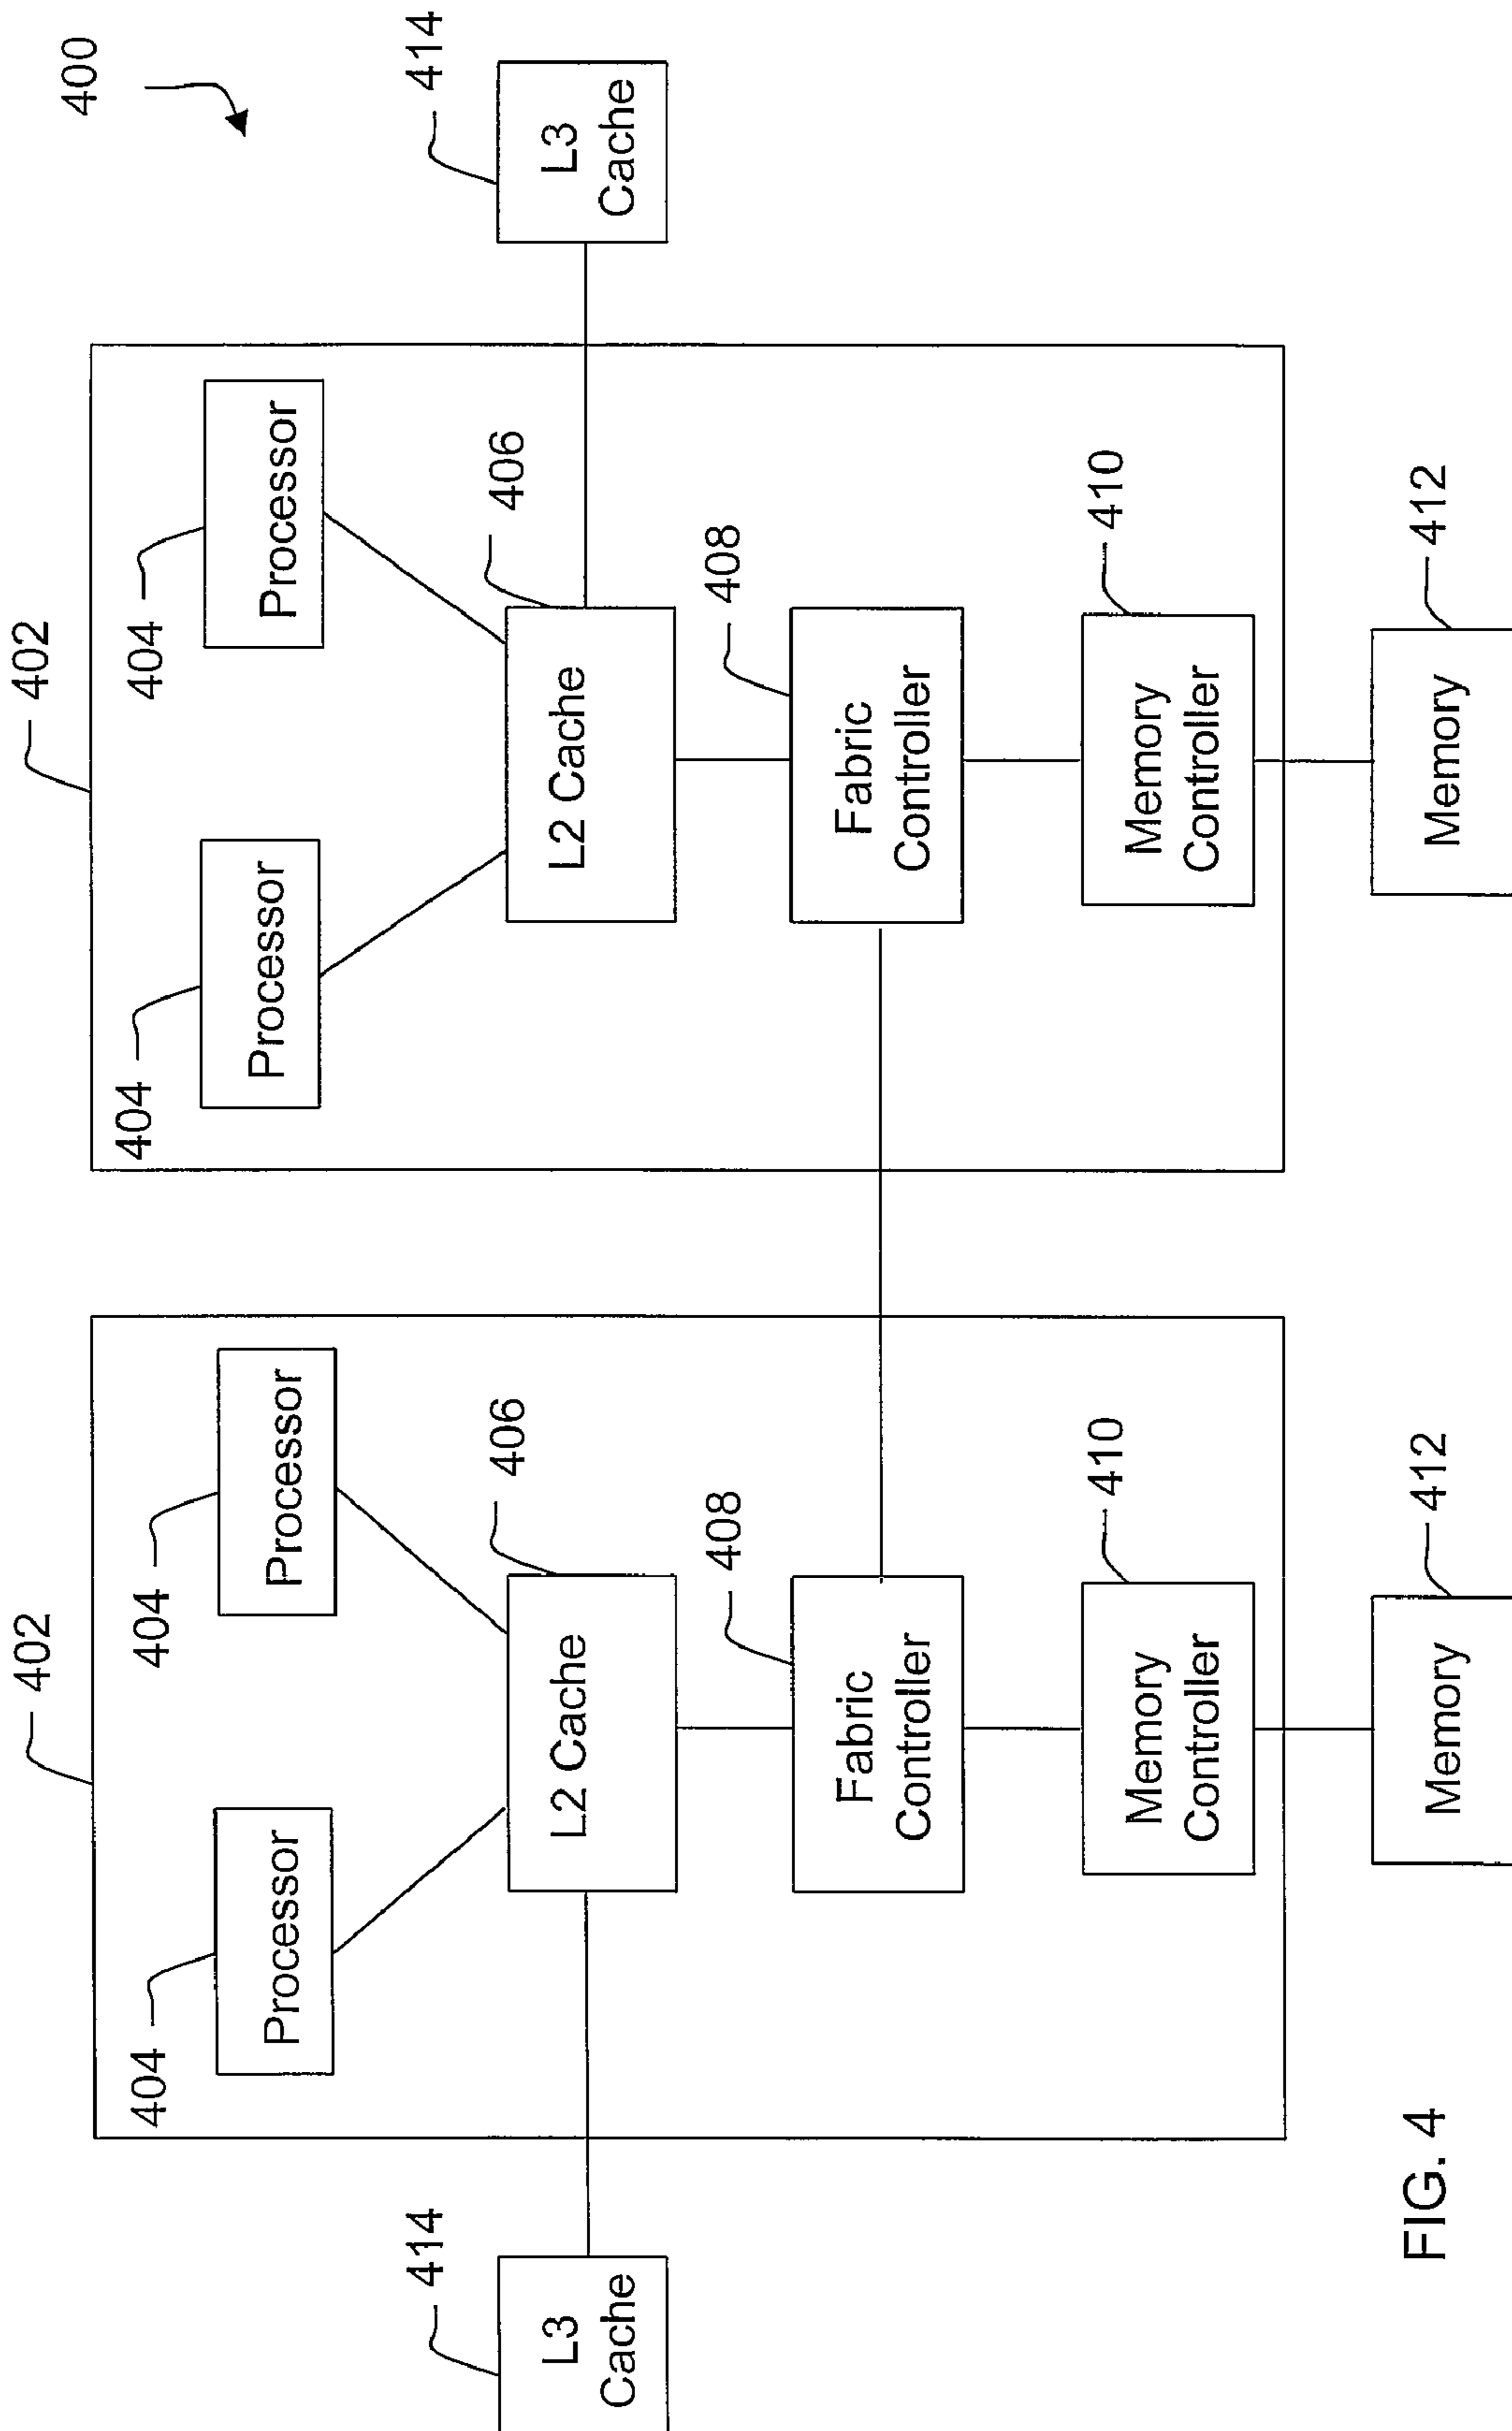 400
402
402
404
404
404
404
Processor
Processor
Processor
Processor
414
406
406
414
L3
Cache
L2 Cache
L2 Cache
L3
Cache
408
408
Fabric
Controller
Fabric
Controller
410
410
Memory
Controller
Memory
Controller
412
412
Memory
Memory
FIG. 4